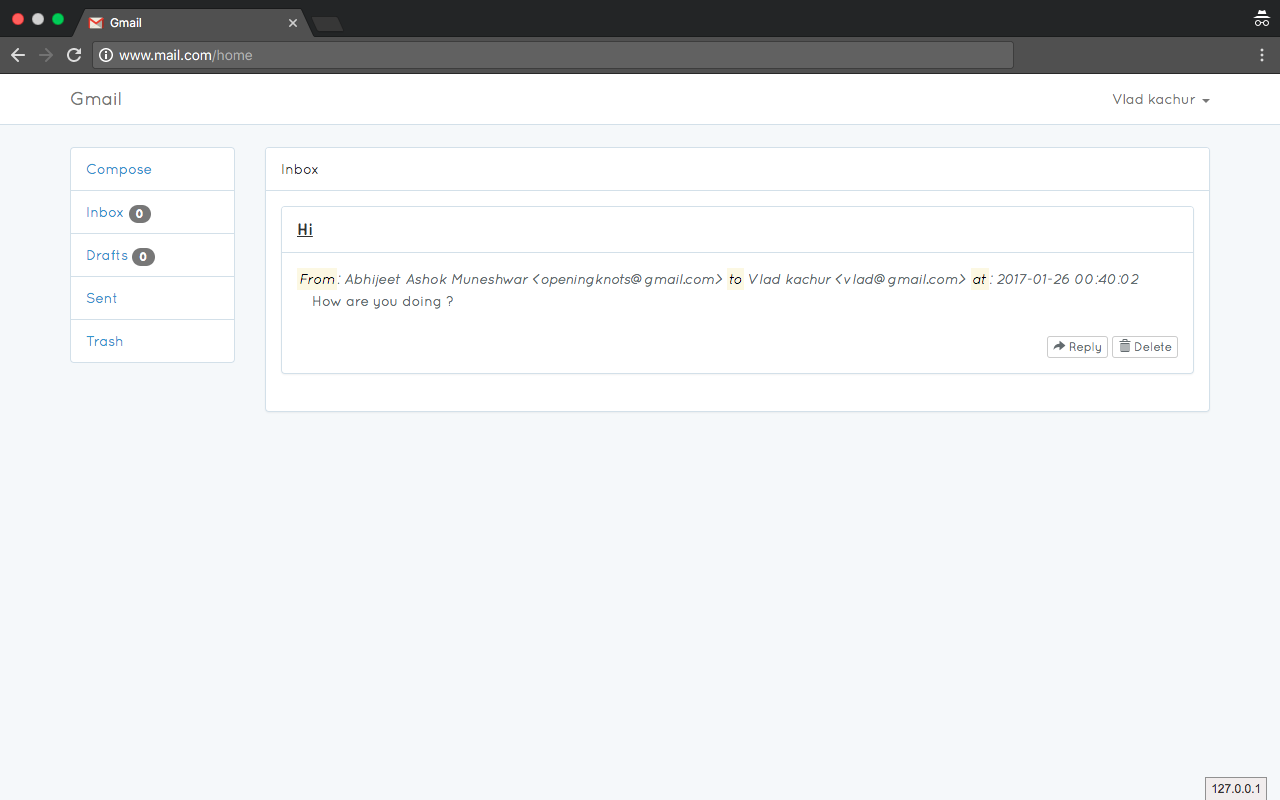 Gmail
www.mail.com/home
Gmail
Vlad kachur
Compose
Inbox 0
Drafts 0
Sent
Trash
Inbox
Hi
From: Abhijeet Ashok Muneshwar <openingknots@gmail.com> to Vlad kachur <vlad@gmail.com> at: 2017-01-26 00:40:02
How are you doing ?
Reply Delete
127.0.0.1